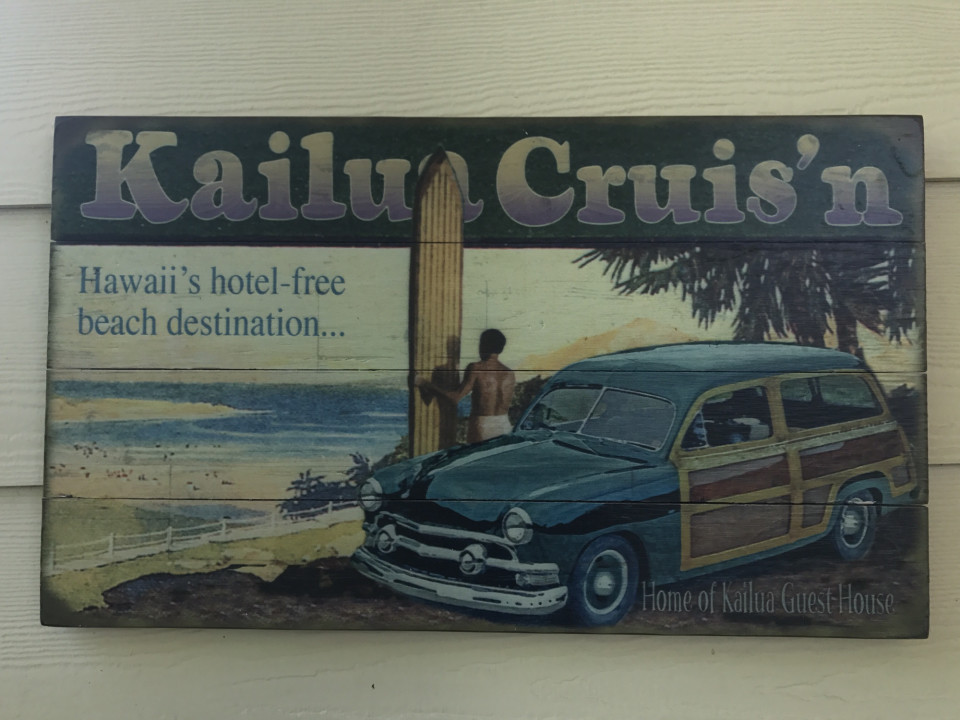 Kailua Cruis'n
Hawaii's hotel-free
beach destination...
Home of Kailua Guest House